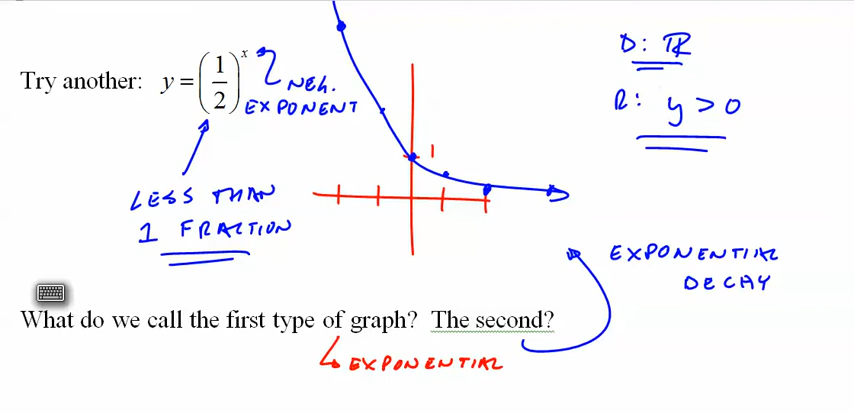 Try another: y = (1/2)^x
NEG.
EXPONENT
LESS THAN
1 FRACTION
1
D: ℝ
R: y > 0
EXPONENTIAL
DECAY
What do we call the first type of graph? The second?
EXPONENTIAL